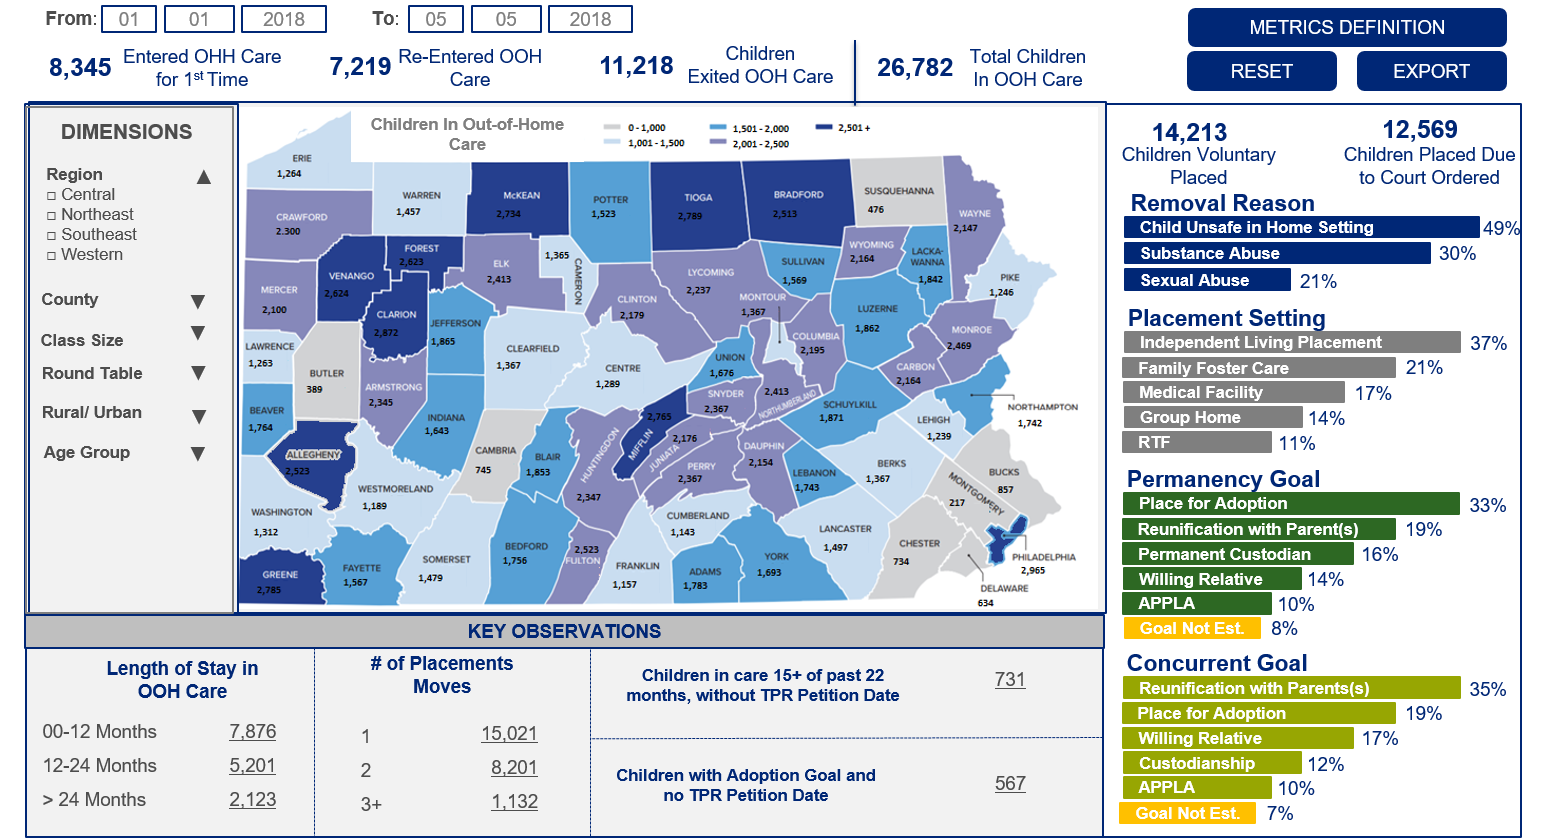 From: 01 01 2018 To: 05 05 2018
METRICS DEFINITION
RESET EXPORT
8,345 Entered OHH Care
for 1st Time
7,219 Re-Entered OOH
Care
11,218 Children
Exited OOH Care
26,782 Total Children
In OOH Care
DIMENSIONS
Region ▲
□ Central
□ Northeast
□ Southeast
□ Western
County ▼
Class Size ▼
Round Table ▼
Rural/ Urban ▼
Age Group ▼
Children In Out-of-Home
Care
0 - 1,000
1,001 - 1,500
1,501 - 2,000
2,001 - 2,500
2,501 +
ERIE
1,264
CRAWFORD
2.300
WARREN
1,457
McKEAN
2,734
POTTER
1,523
TIOGA
2,789
BRADFORD
2,513
SUSQUEHANNA
476
WAYNE
2,147
FOREST
2,623
VENANGO
2,624
MERCER
2,100
ELK
2,413
1,365
CAMERON
CLINTON
2,179
LYCOMING
2,237
SULLIVAN
1,569
WYOMING
2,164
LACKA-
WANNA
1,842
PIKE
1,246
CLARION
2,872
JEFFERSON
1,865
CLEARFIELD
1,367
CENTRE
1,289
MONTOUR
1,367
COLUMBIA
2,195
LUZERNE
1,862
MONROE
2,469
LAWRENCE
1,263
BUTLER
389
ARMSTRONG
2,345
UNION
1,676
SNYDER
2,367
2,413
NORTHUMBERLAND
CARBON
2,164
NORTHAMPTON
1,742
BEAVER
1,764
INDIANA
1,643
CAMBRIA
745
BLAIR
1,853
HUNTINGDON
2,347
2,765
MIFFLIN
2,176
JUNIATA
PERRY
2,367
DAUPHIN
2,154
SCHUYLKILL
1,871
LEHIGH
1,239
ALLEGHENY
2,523
WESTMORELAND
1,189
WASHINGTON
1,312
LEBANON
1,743
BERKS
1,367
MONTGOMERY
217
BUCKS
857
CUMBERLAND
1,143
LANCASTER
1,497
CHESTER
734
PHILADELPHIA
2,965
DELAWARE
634
GREENE
2,785
FAYETTE
1,567
SOMERSET
1,479
BEDFORD
1,756
2,523
FULTON
FRANKLIN
1,157
ADAMS
1,783
YORK
1,693
14,213
Children Voluntary
Placed
12,569
Children Placed Due
to Court Ordered
Removal Reason
Child Unsafe in Home Setting 49%
Substance Abuse 30%
Sexual Abuse 21%
Placement Setting
Independent Living Placement 37%
Family Foster Care 21%
Medical Facility 17%
Group Home 14%
RTF 11%
Permanency Goal
Place for Adoption 33%
Reunification with Parent(s) 19%
Permanent Custodian 16%
Willing Relative 14%
APPLA 10%
Goal Not Est. 8%
Concurrent Goal
Reunification with Parents(s) 35%
Place for Adoption 19%
Willing Relative 17%
Custodianship 12%
APPLA 10%
Goal Not Est. 7%
KEY OBSERVATIONS
Length of Stay in
OOH Care
00-12 Months 7,876
12-24 Months 5,201
> 24 Months 2,123
# of Placements
Moves
1 15,021
2 8,201
3+ 1,132
Children in care 15+ of past 22
months, without TPR Petition Date
731
Children with Adoption Goal and
no TPR Petition Date
567